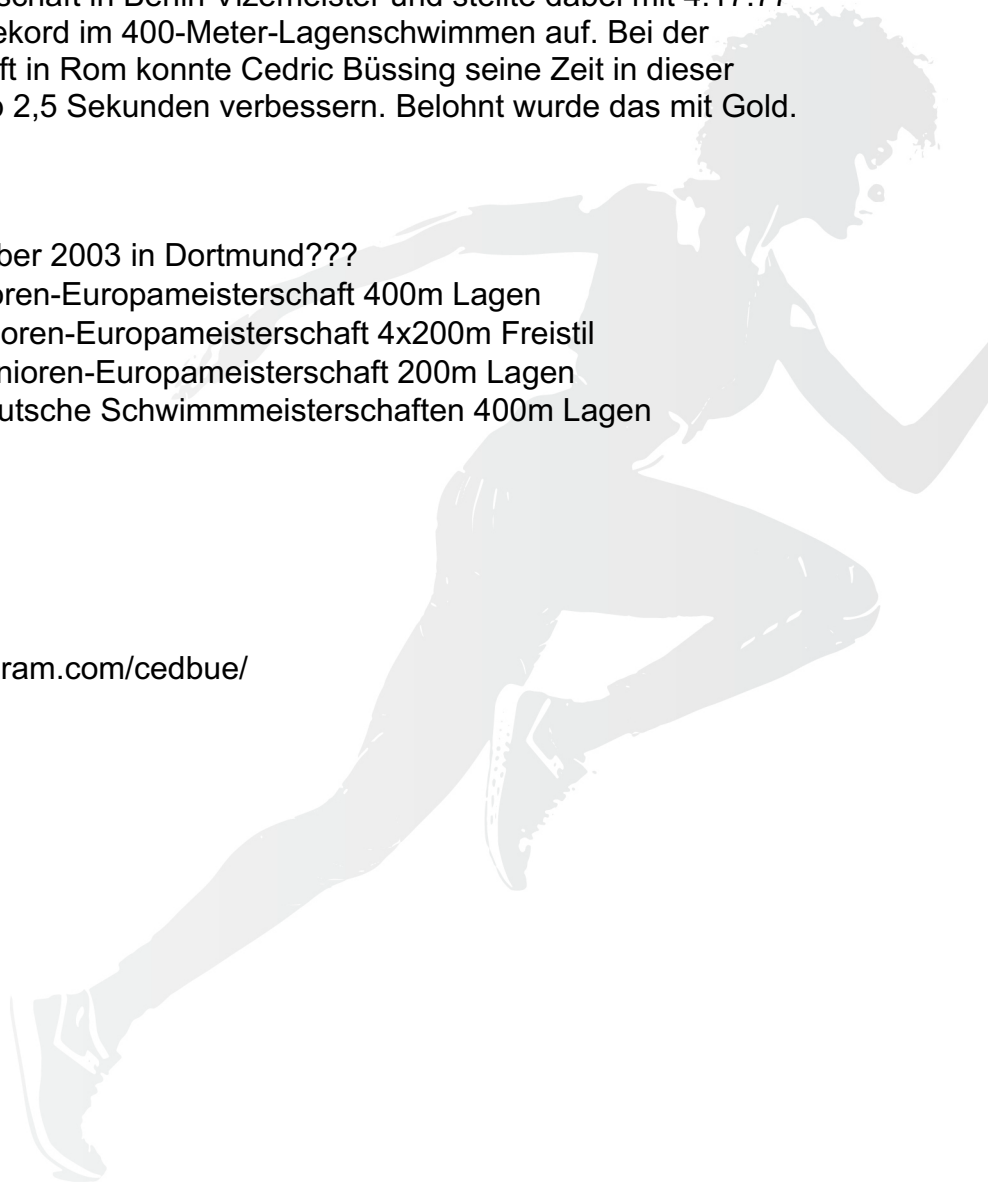 schaft in Berlin Vizemeister und stellte dabei mit 4:17:77
ekord im 400-Meter-Lagenschwimmen auf. Bei der
ft in Rom konnte Cedric Büssing seine Zeit in dieser
2,5 Sekunden verbessern. Belohnt wurde das mit Gold.
ber 2003 in Dortmund???
oren-Europameisterschaft 400m Lagen
oren-Europameisterschaft 4x200m Freistil
nioren-Europameisterschaft 200m Lagen
utsche Schwimmmeisterschaften 400m Lagen
ram.com/cedbue/